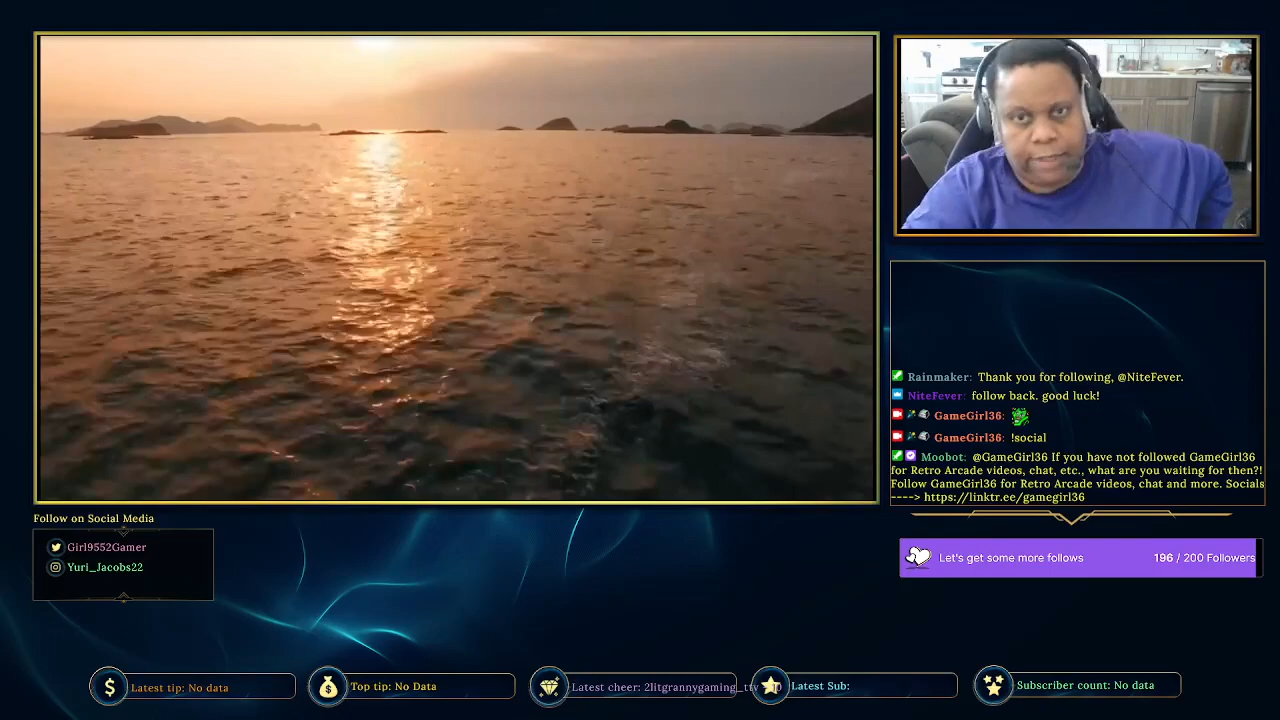 Rainmaker: Thank you for following, @NiteFever.
NiteFever: follow back. good luck!
GameGirl36:
GameGirl36: !social
Moobot: @GameGirl36 If you have not followed GameGirl36
for Retro Arcade videos, chat, etc., what are you waiting for then?!
Follow GameGirl36 for Retro Arcade videos, chat and more. Socials
----> https://linktr.ee/gamegirl36
Follow on Social Media
Girl9552Gamer
Yuri_Jacobs22
Let's get some more follows 196 / 200 Followers
Latest tip: No data
Top tip: No Data
Latest cheer: 2litgrannygaming_ttv
Latest Sub:
Subscriber count: No data